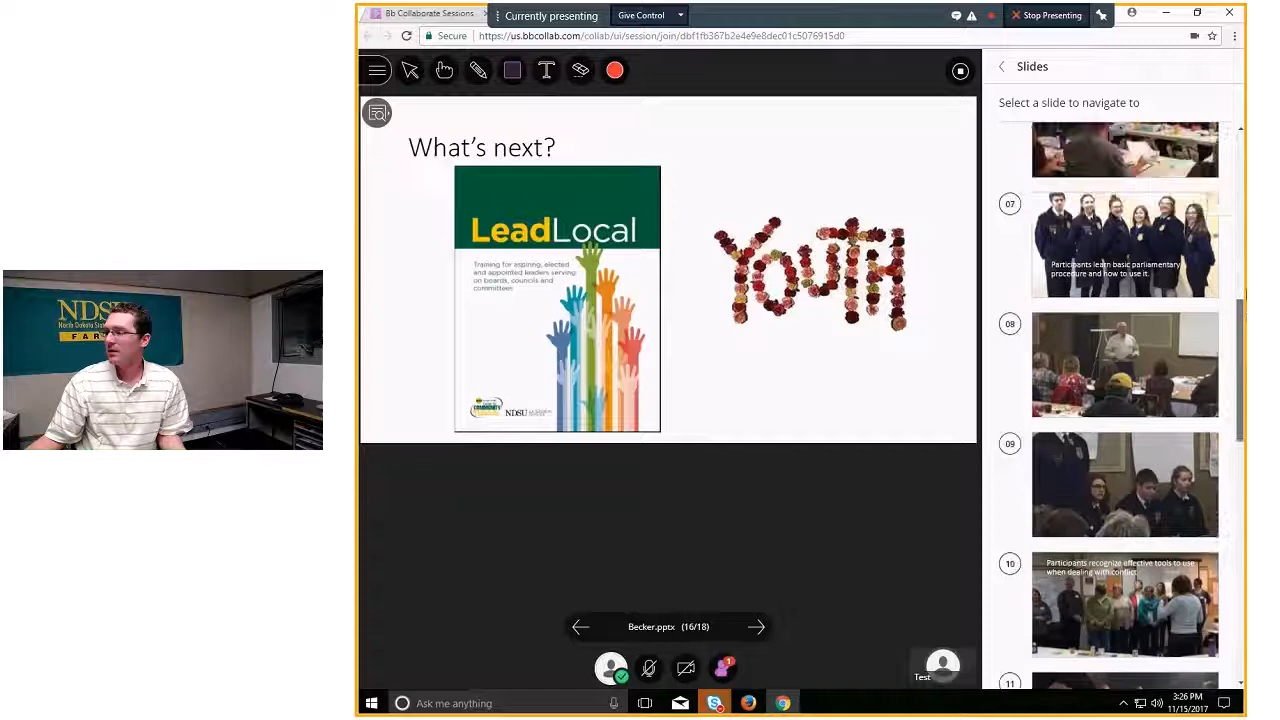 Bb Collaborate Sessions
Currently presenting
Give Control
Stop Presenting
Secure
https://us.bbcollab.com/collab/ui/session/join/dbf1fb367b2e4e9e8dec01c5076915d0
Slides
Select a slide to navigate to
What's next?
LeadLocal
Training for aspiring, elected
and appointed leaders serving
on boards, councils and
committees
NDSU
YOUTH
NDSU
North Dakota State
FAR
07
Participants learn basic parliamentary
procedure and how to use it.
08
09
10
Participants recognize effective tools to use
when dealing with conflict.
11
Becker.pptx (16/18)
1
Test
Ask me anything
3:26 PM
11/15/2017